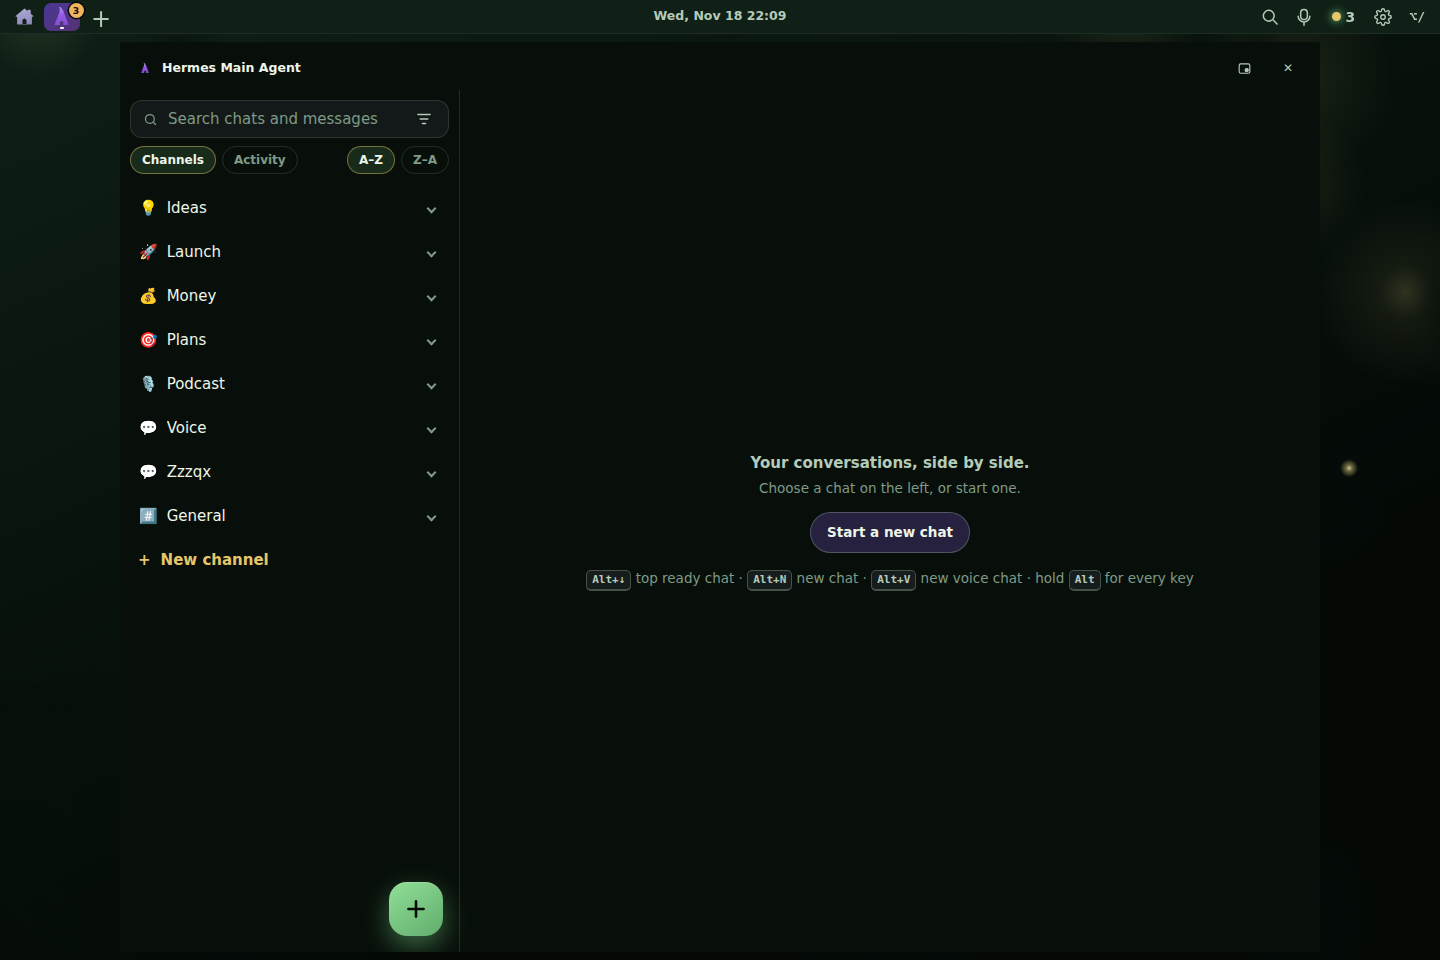 3
Wed, Nov 18 22:09
3
⌥/
Hermes Main Agent
Search chats and messages
Channels Activity A–Z Z–A
Ideas
Launch
Money
Plans
Podcast
Voice
Zzzqx
General
+ New channel
Your conversations, side by side.
Choose a chat on the left, or start one.
Start a new chat
Alt+↓ top ready chat · Alt+N new chat · Alt+V new voice chat · hold Alt for every key